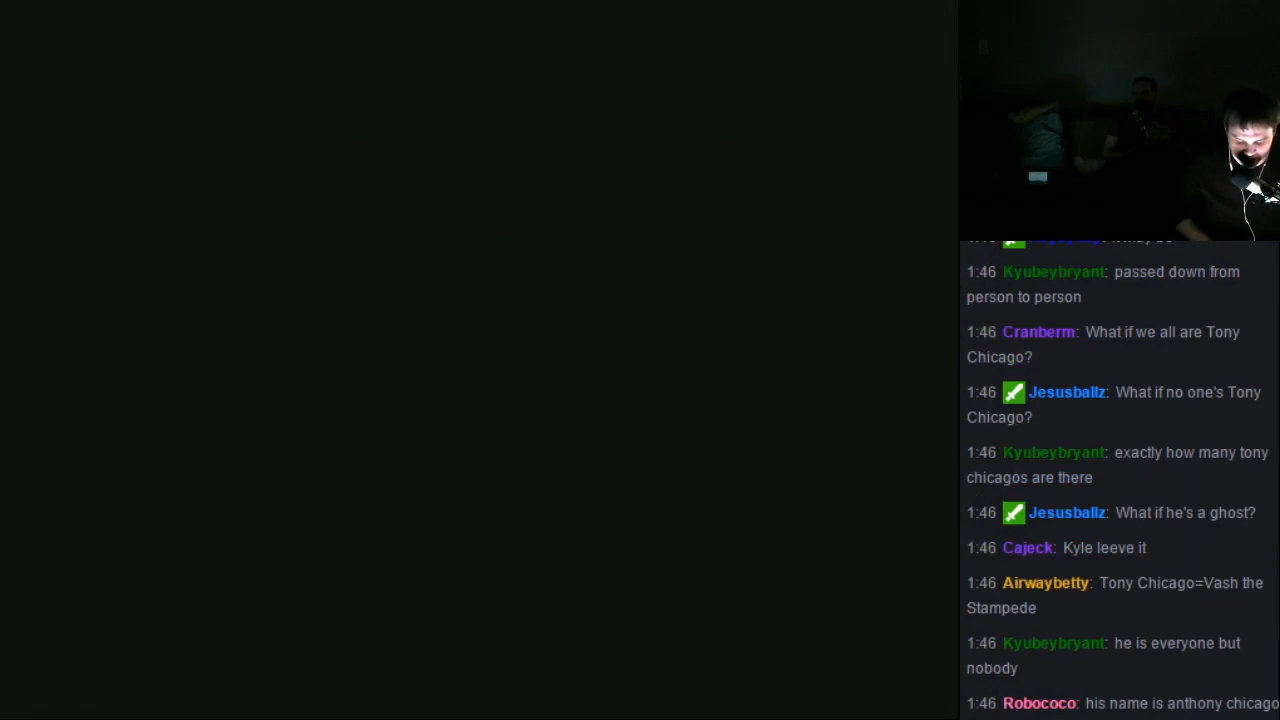 1:46 Kyubeybryant: passed down from
person to person
1:46 Cranberm: What if we all are Tony
Chicago?
1:46 Jesusballz: What if no one's Tony
Chicago?
1:46 Kyubeybryant: exactly how many tony
chicagos are there
1:46 Jesusballz: What if he's a ghost?
1:46 Cajeck: Kyle leeve it
1:46 Airwaybetty: Tony Chicago=Vash the
Stampede
1:46 Kyubeybryant: he is everyone but
nobody
1:46 Robococo: his name is anthony chicago